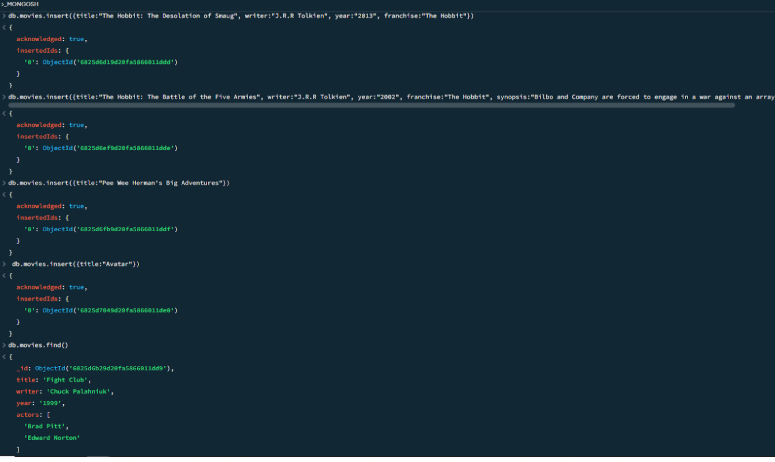 >_MONGOSH
> db.movies.insert({title:"The Hobbit: The Desolation of Smaug", writer:"J.R.R Tolkien", year:"2013", franchise:"The Hobbit"})
< {
acknowledged: true,
insertedIds: {
'0': ObjectId('6825d6d19d20fa5866011ddd')
}
}
> db.movies.insert({title:"The Hobbit: The Battle of the Five Armies", writer:"J.R.R Tolkien", year:"2002", franchise:"The Hobbit", synopsis:"Bilbo and Company are forced to engage in a war against an array
< {
acknowledged: true,
insertedIds: {
'0': ObjectId('6825d6ef9d20fa5866011dde')
}
}
> db.movies.insert({title:"Pee Wee Herman's Big Adventures"})
< {
acknowledged: true,
insertedIds: {
'0': ObjectId('6825d6fb9d20fa5866011ddf')
}
}
> db.movies.insert({title:"Avatar"})
< {
acknowledged: true,
insertedIds: {
'0': ObjectId('6825d7049d20fa5866011de0')
}
}
> db.movies.find()
< {
_id: ObjectId('6825d6b29d20fa5866011dd9'),
title: 'Fight Club',
writer: 'Chuck Palahniuk',
year: '1999',
actors: [
'Brad Pitt',
'Edward Norton'
]